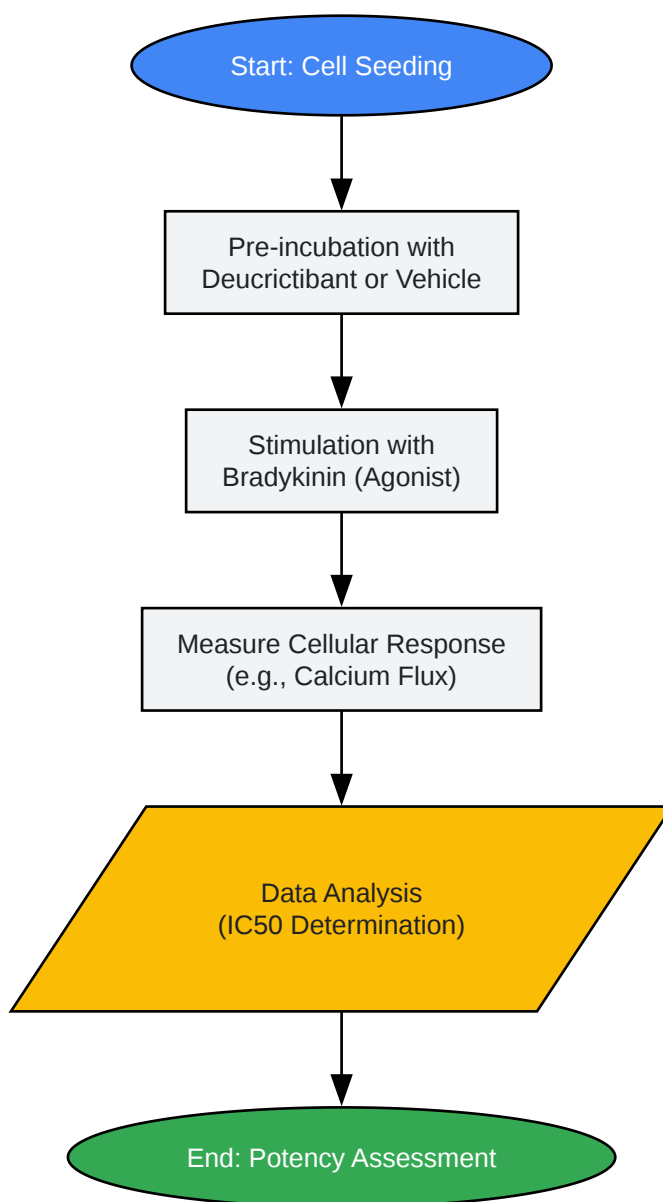 Start: Cell Seeding
Pre-incubation with
Deucrictibant or Vehicle
Stimulation with
Bradykinin (Agonist)
Measure Cellular Response
(e.g., Calcium Flux)
Data Analysis
(IC50 Determination)
End: Potency Assessment